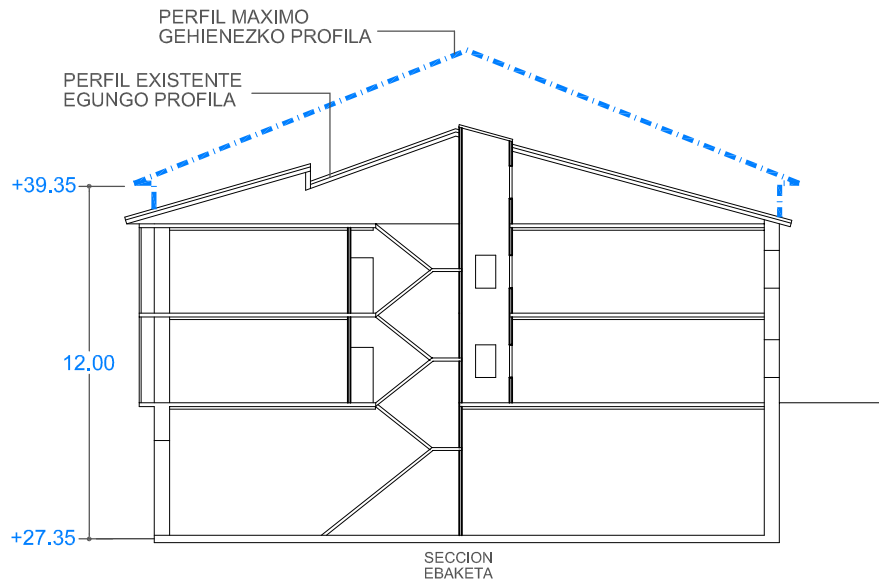 PERFIL MAXIMO
GEHIENEZKO PROFILA
PERFIL EXISTENTE
EGUNGO PROFILA
+39.35
12.00
+27.35
SECCION
EBAKETA